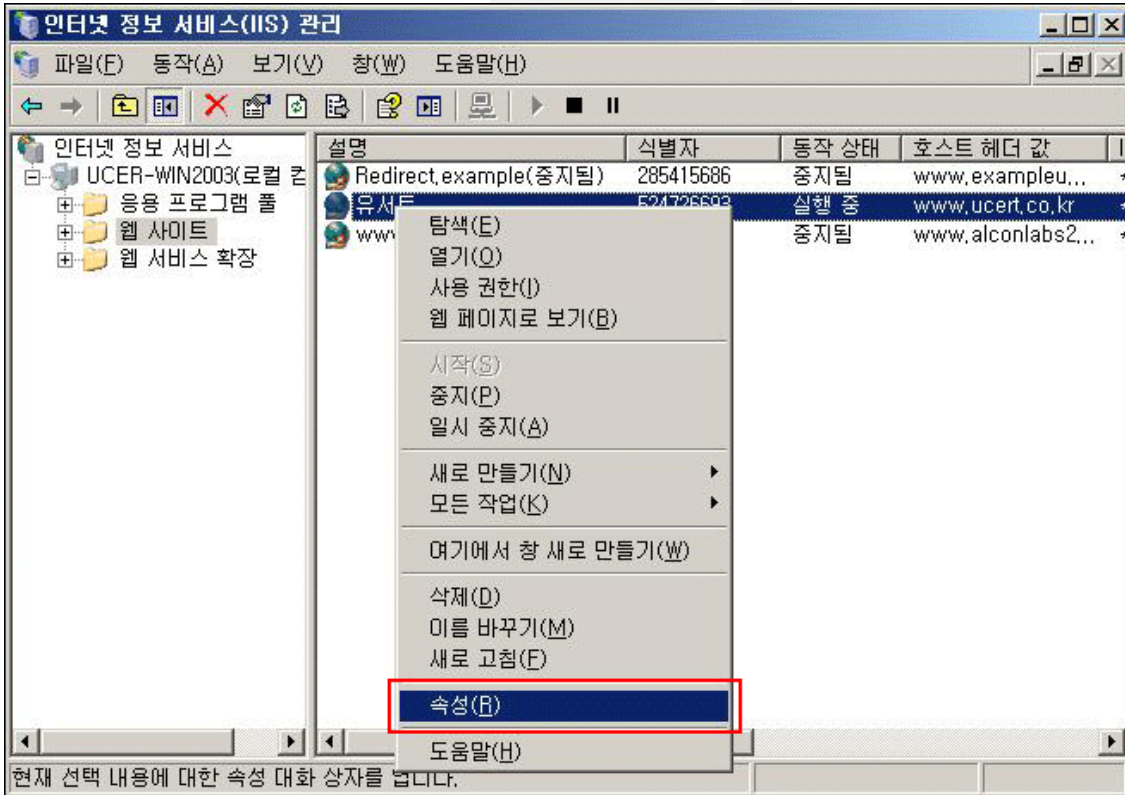 인터넷 정보 서비스(IIS) 관리
파일(F) 동작(A) 보기(V) 창(W) 도움말(H)
인터넷 정보 서비스
UCER-WIN2003(로컬 컨
응용 프로그램 풀
웹 사이트
웹 서비스 확장
설명 식별자 동작 상태 호스트 헤더 값
Redirect.example(중지됨) 285415686 중지됨 www.exampleu...
유서트 524726693 실행 중 www.ucert.co.kr
www 중지됨 www.alconlabs2...
탐색(E)
열기(O)
사용 권한(I)
웹 페이지로 보기(B)
시작(S)
중지(P)
일시 중지(A)
새로 만들기(N)
모든 작업(K)
여기에서 창 새로 만들기(W)
삭제(D)
이름 바꾸기(M)
새로 고침(F)
속성(R)
도움말(H)
현재 선택 내용에 대한 속성 대화 상자를 엽니다.